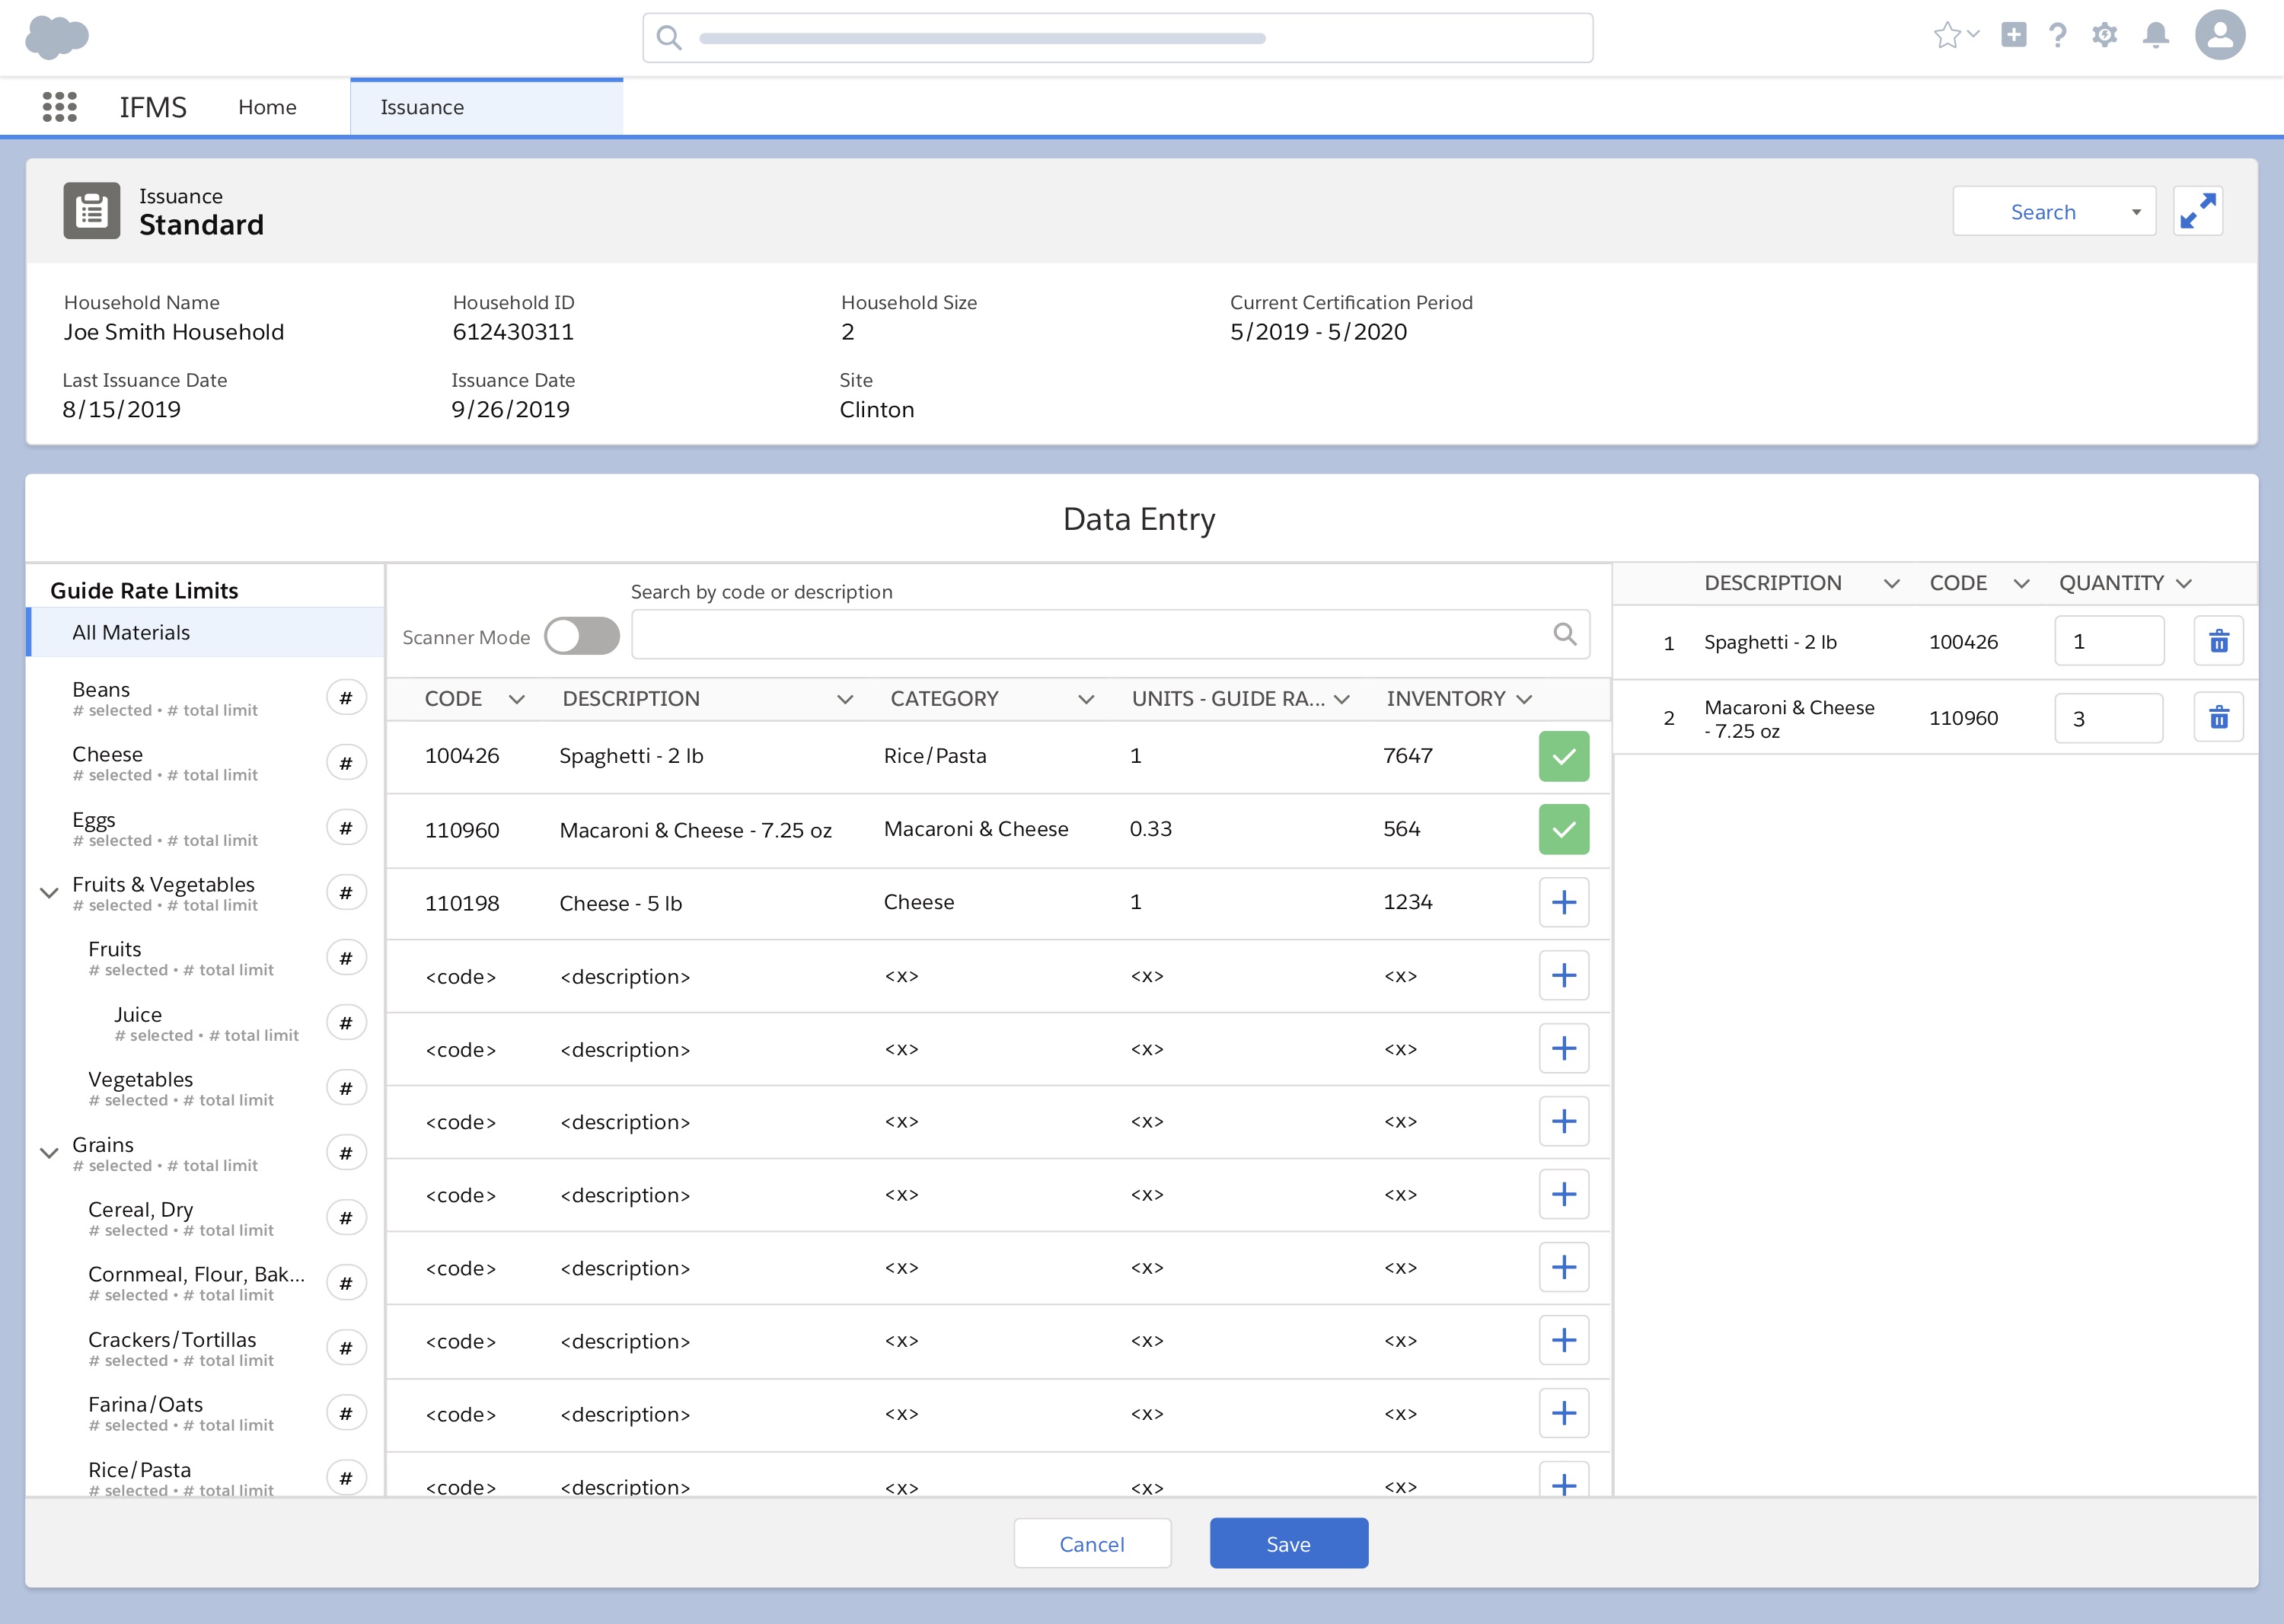 IFMS Home Issuance
Issuance
Standard
Search
Household Name Household ID Household Size Current Certification Period
Joe Smith Household 612430311 2 5/2019 - 5/2020
Last Issuance Date Issuance Date Site
8/15/2019 9/26/2019 Clinton
Data Entry
Guide Rate Limits
All Materials
Beans #
# selected • # total limit
Cheese #
# selected • # total limit
Eggs #
# selected • # total limit
Fruits & Vegetables #
# selected • # total limit
Fruits #
# selected • # total limit
Juice #
# selected • # total limit
Vegetables #
# selected • # total limit
Grains #
# selected • # total limit
Cereal, Dry #
# selected • # total limit
Cornmeal, Flour, Bak... #
# selected • # total limit
Crackers/Tortillas #
# selected • # total limit
Farina/Oats #
# selected • # total limit
Rice/Pasta #
# selected • # total limit
Search by code or description
Scanner Mode
CODE DESCRIPTION CATEGORY UNITS - GUIDE RA... INVENTORY
100426 Spaghetti - 2 lb Rice/Pasta 1 7647
110960 Macaroni & Cheese - 7.25 oz Macaroni & Cheese 0.33 564
110198 Cheese - 5 lb Cheese 1 1234
<code> <description> <x> <x> <x>
<code> <description> <x> <x> <x>
<code> <description> <x> <x> <x>
<code> <description> <x> <x> <x>
<code> <description> <x> <x> <x>
<code> <description> <x> <x> <x>
<code> <description> <x> <x> <x>
<code> <description> <x> <x> <x>
DESCRIPTION CODE QUANTITY
1 Spaghetti - 2 lb 100426 1
2 Macaroni & Cheese 110960 3
- 7.25 oz
Cancel Save